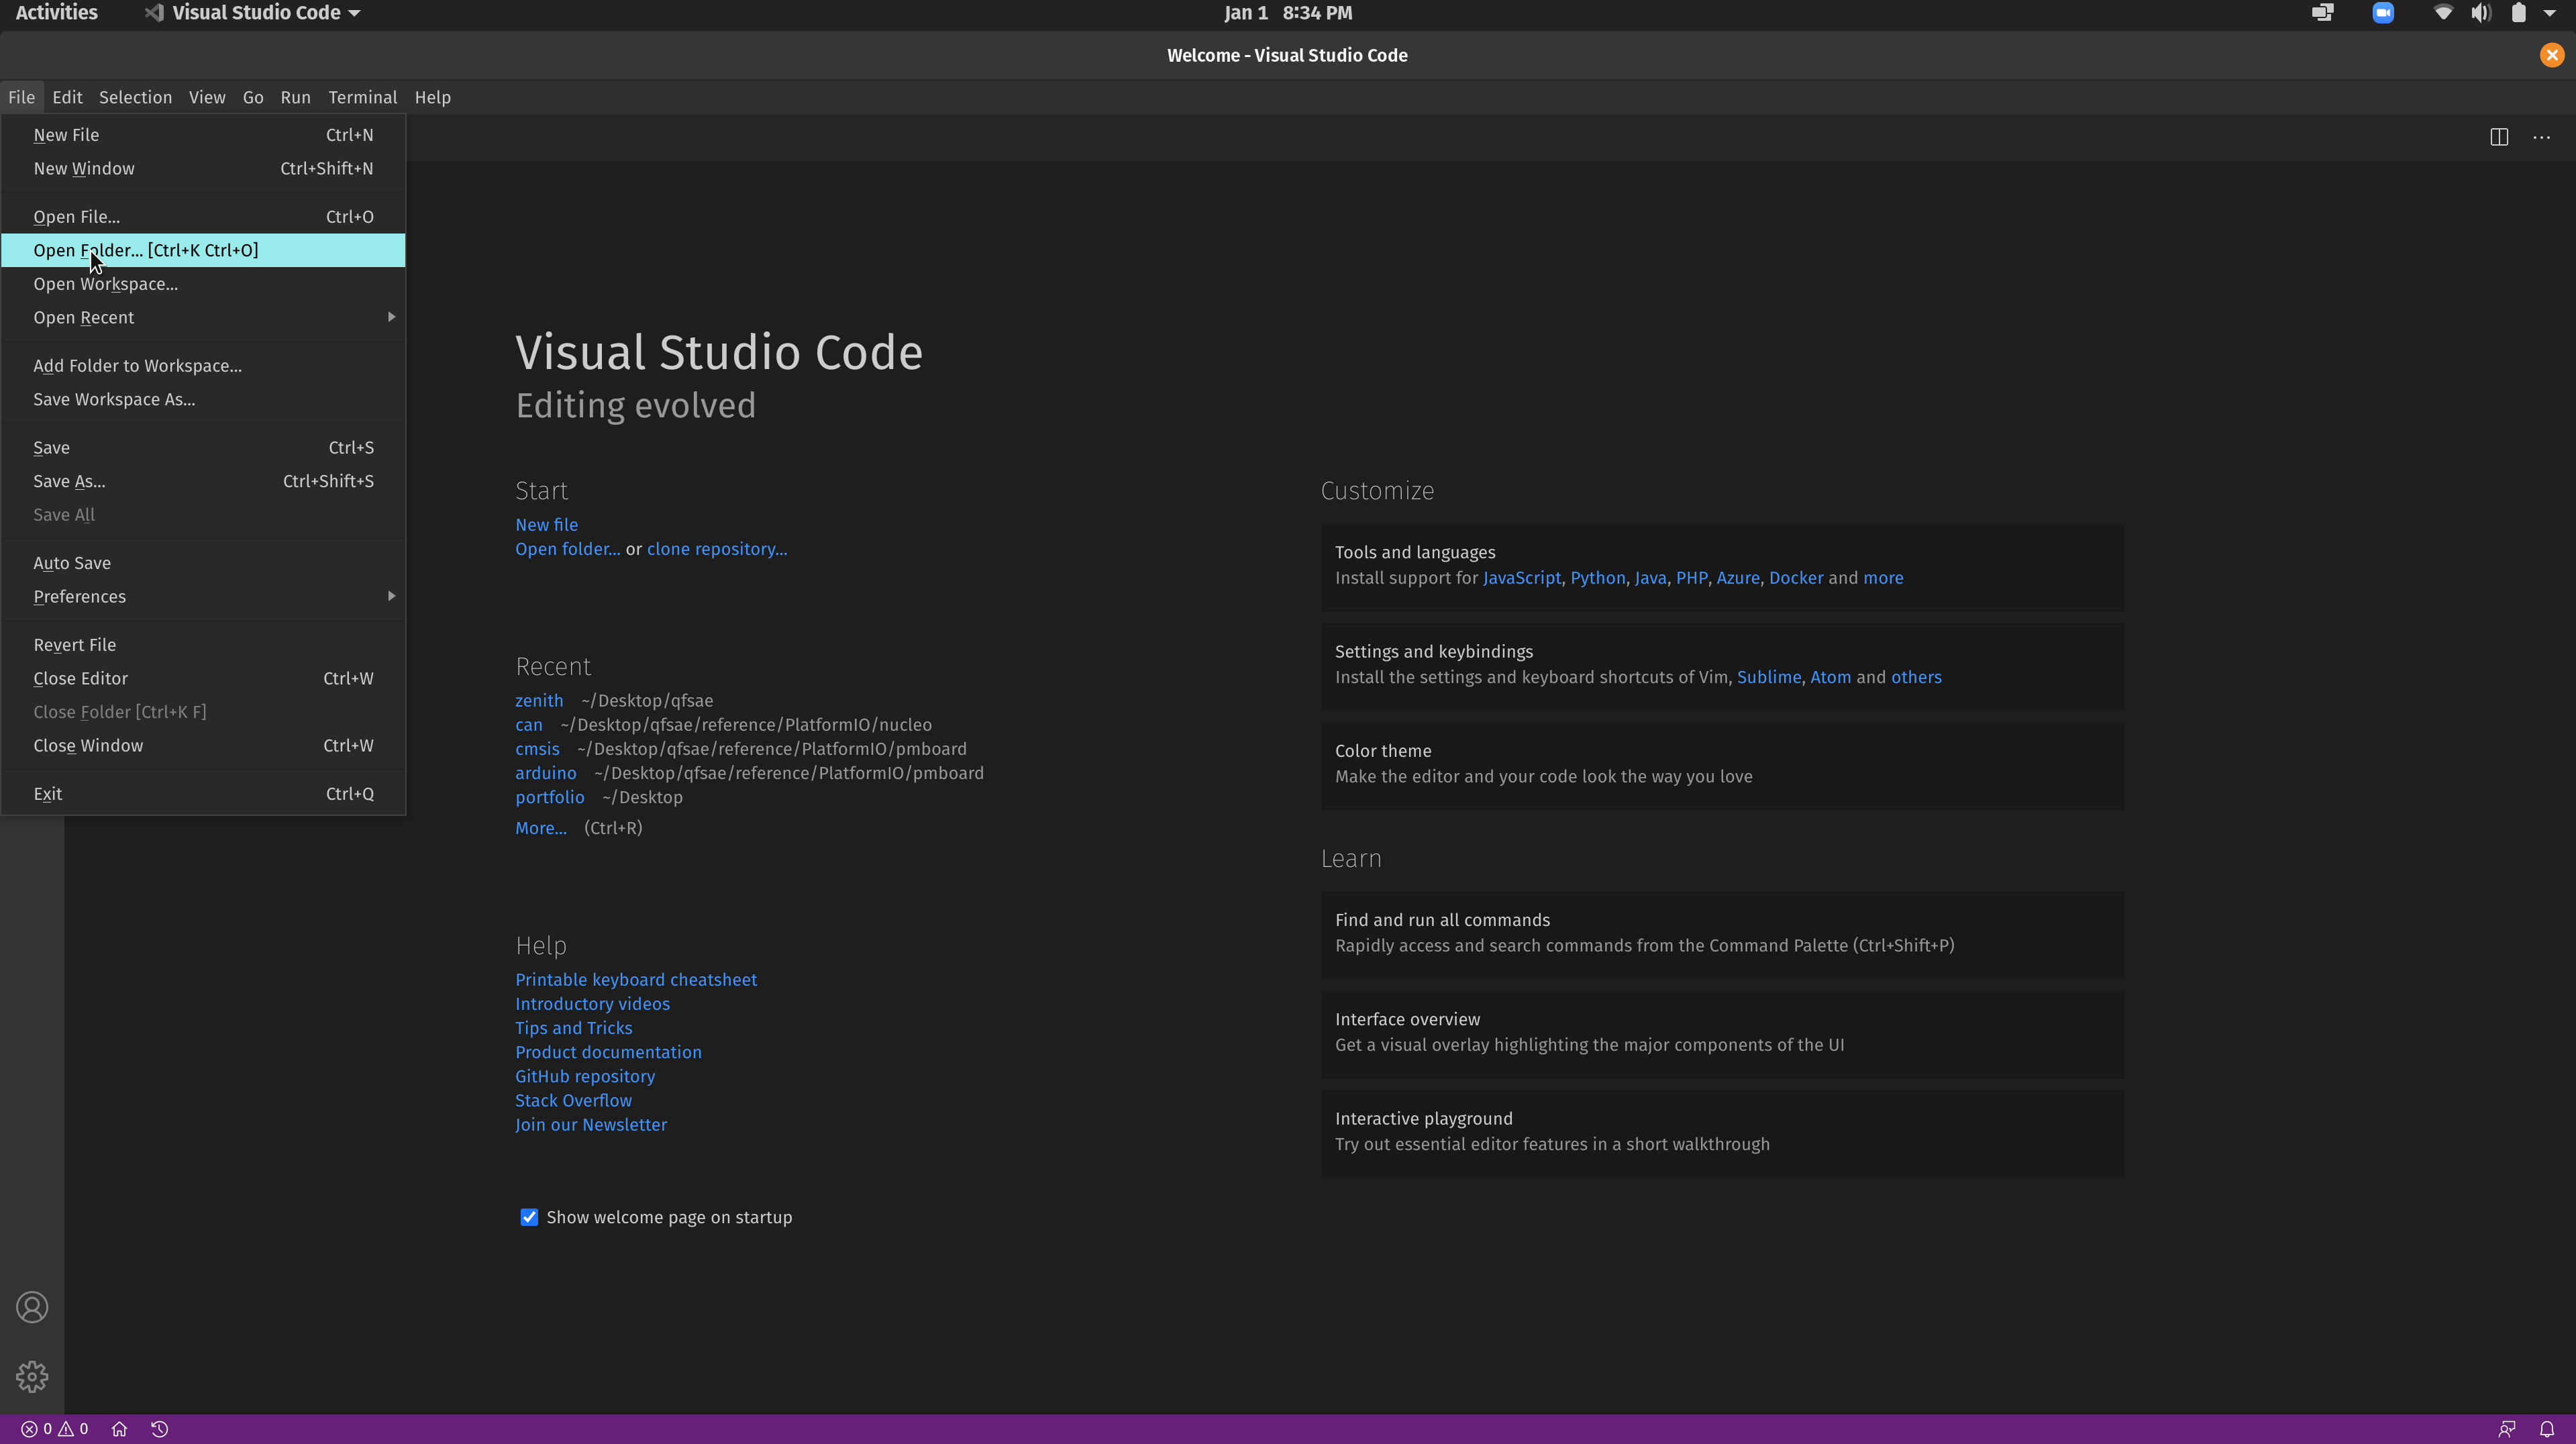 Activities Visual Studio Code Jan 1 8:34 PM
Welcome - Visual Studio Code
File Edit Selection View Go Run Terminal Help
New File Ctrl+N
New Window Ctrl+Shift+N
Open File... Ctrl+O
Open Folder... [Ctrl+K Ctrl+O]
Open Workspace...
Open Recent
Add Folder to Workspace...
Save Workspace As...
Save Ctrl+S
Save As... Ctrl+Shift+S
Save All
Auto Save
Preferences
Revert File
Close Editor Ctrl+W
Close Folder [Ctrl+K F]
Close Window Ctrl+W
Exit Ctrl+Q
Visual Studio Code
Editing evolved
Start
New file
Open folder... or clone repository...
Recent
zenith ~/Desktop/qfsae
can ~/Desktop/qfsae/reference/PlatformIO/nucleo
cmsis ~/Desktop/qfsae/reference/PlatformIO/pmboard
arduino ~/Desktop/qfsae/reference/PlatformIO/pmboard
portfolio ~/Desktop
More... (Ctrl+R)
Help
Printable keyboard cheatsheet
Introductory videos
Tips and Tricks
Product documentation
GitHub repository
Stack Overflow
Join our Newsletter
Show welcome page on startup
Customize
Tools and languages
Install support for JavaScript, Python, Java, PHP, Azure, Docker and more
Settings and keybindings
Install the settings and keyboard shortcuts of Vim, Sublime, Atom and others
Color theme
Make the editor and your code look the way you love
Learn
Find and run all commands
Rapidly access and search commands from the Command Palette (Ctrl+Shift+P)
Interface overview
Get a visual overlay highlighting the major components of the UI
Interactive playground
Try out essential editor features in a short walkthrough
0 0